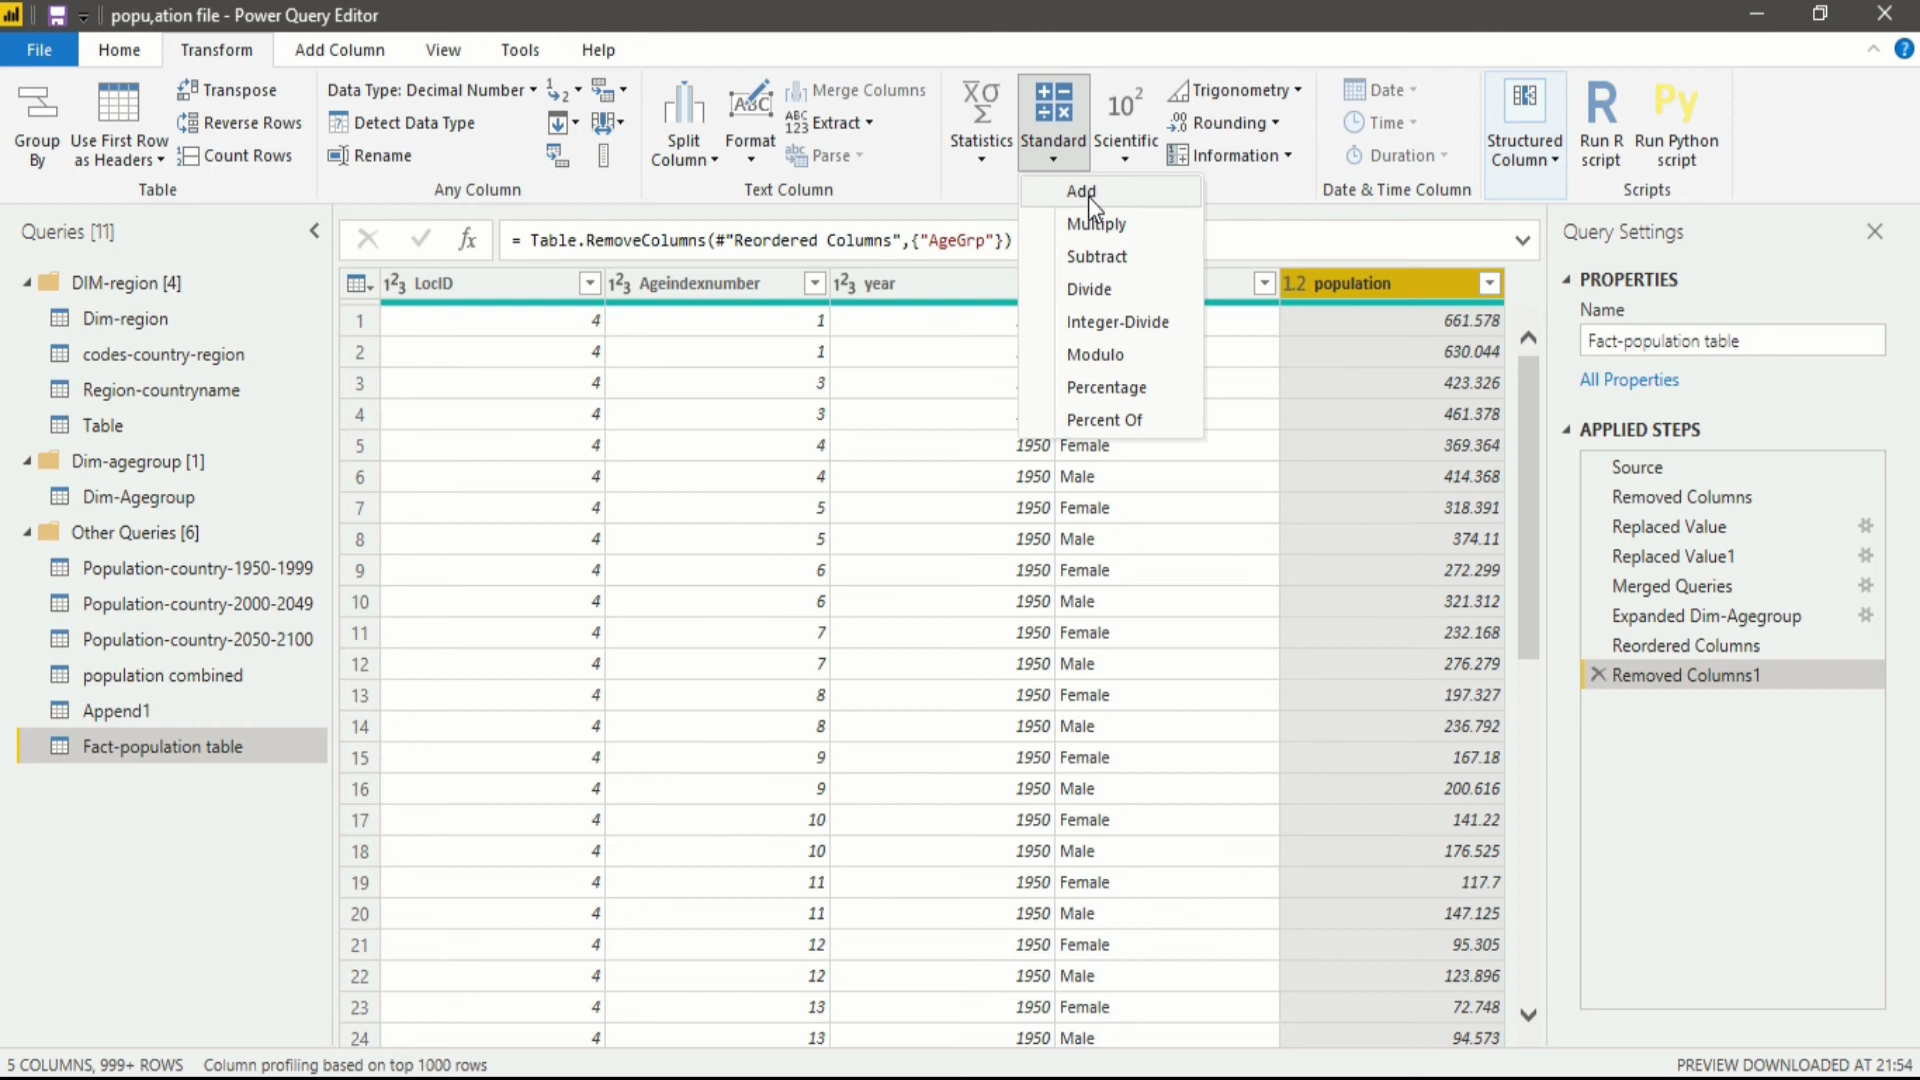 popu,ation file - Power Query Editor
File Home Transform Add Column View Tools Help
Group By
Use First Row as Headers
Transpose
Reverse Rows
Count Rows
Table
Data Type: Decimal Number
Detect Data Type
Rename
Any Column
Split Column
Format
Merge Columns
Extract
Parse
Text Column
Statistics
Standard
Scientific
Trigonometry
Rounding
Information
Date
Time
Duration
Date & Time Column
Structured Column
Run R script
Run Python script
Scripts
Add
Multiply
Subtract
Divide
Integer-Divide
Modulo
Percentage
Percent Of
Queries [11]
DIM-region [4]
Dim-region
codes-country-region
Region-countryname
Table
Dim-agegroup [1]
Dim-Agegroup
Other Queries [6]
Population-country-1950-1999
Population-country-2000-2049
Population-country-2050-2100
population combined
Append1
Fact-population table
= Table.RemoveColumns(#"Reordered Columns",{"AgeGrp"})
LocID Ageindexnumber year 1.2 population
1 4 1 661.578
2 4 1 630.044
3 4 3 423.326
4 4 3 461.378
5 4 4 1950 Female 369.364
6 4 4 1950 Male 414.368
7 4 5 1950 Female 318.391
8 4 5 1950 Male 374.11
9 4 6 1950 Female 272.299
10 4 6 1950 Male 321.312
11 4 7 1950 Female 232.168
12 4 7 1950 Male 276.279
13 4 8 1950 Female 197.327
14 4 8 1950 Male 236.792
15 4 9 1950 Female 167.18
16 4 9 1950 Male 200.616
17 4 10 1950 Female 141.22
18 4 10 1950 Male 176.525
19 4 11 1950 Female 117.7
20 4 11 1950 Male 147.125
21 4 12 1950 Female 95.305
22 4 12 1950 Male 123.896
23 4 13 1950 Female 72.748
24 4 13 1950 Male 94.573
Query Settings
PROPERTIES
Name
Fact-population table
All Properties
APPLIED STEPS
Source
Removed Columns
Replaced Value
Replaced Value1
Merged Queries
Expanded Dim-Agegroup
Reordered Columns
Removed Columns1
5 COLUMNS, 999+ ROWS Column profiling based on top 1000 rows
PREVIEW DOWNLOADED AT 21:54